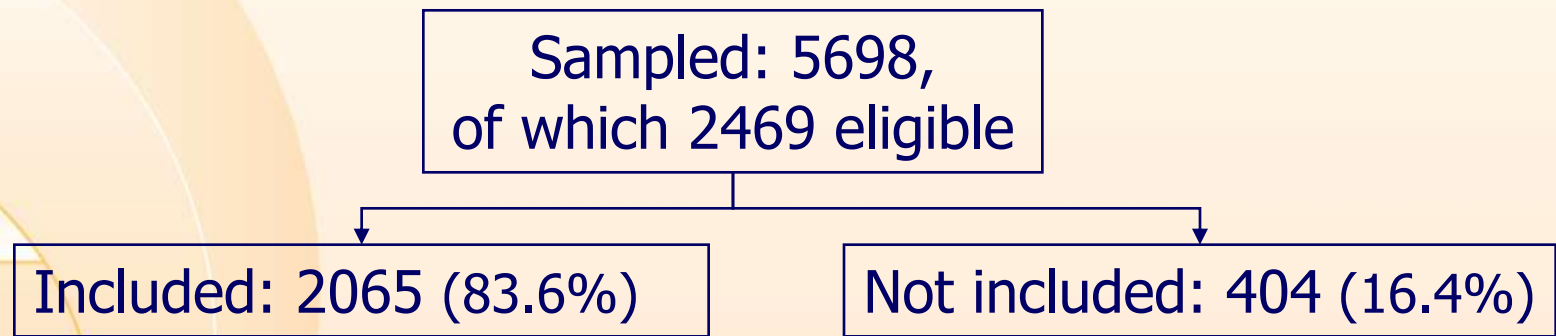 Sampled: 5698,
of which 2469 eligible
Included: 2065 (83.6%)
Not included: 404 (16.4%)